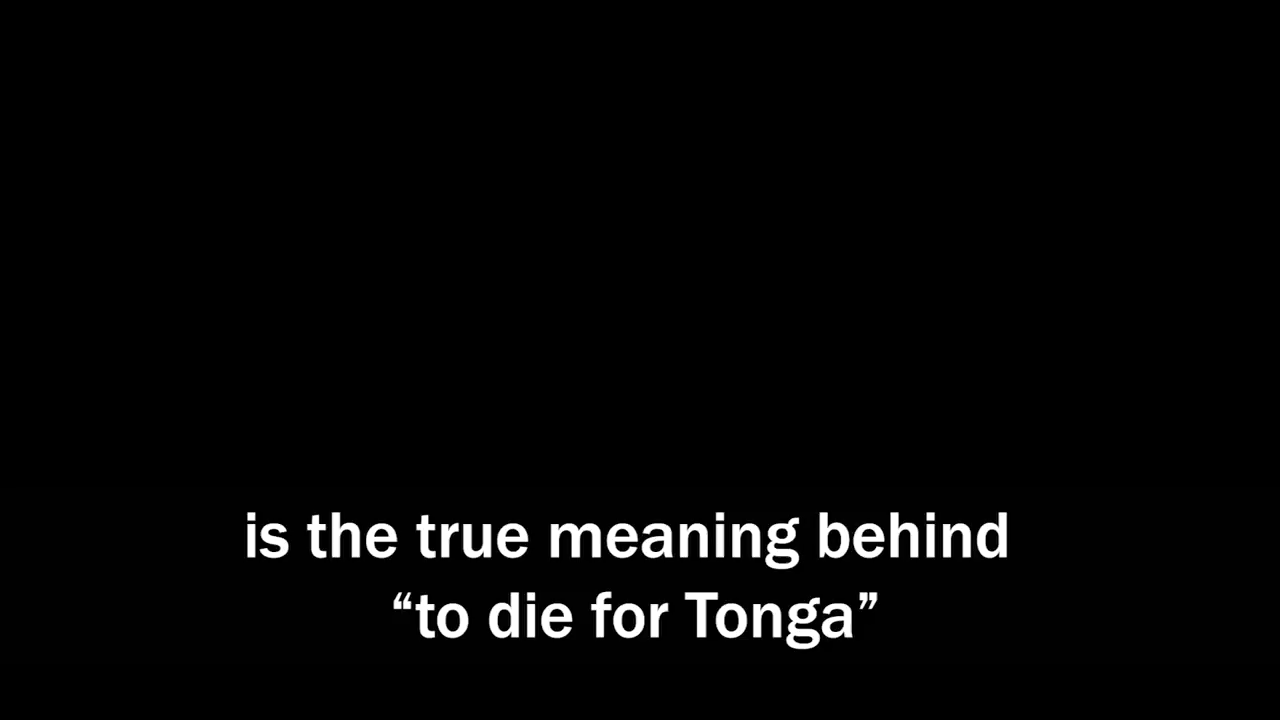 is the true meaning behind
“to die for Tonga”